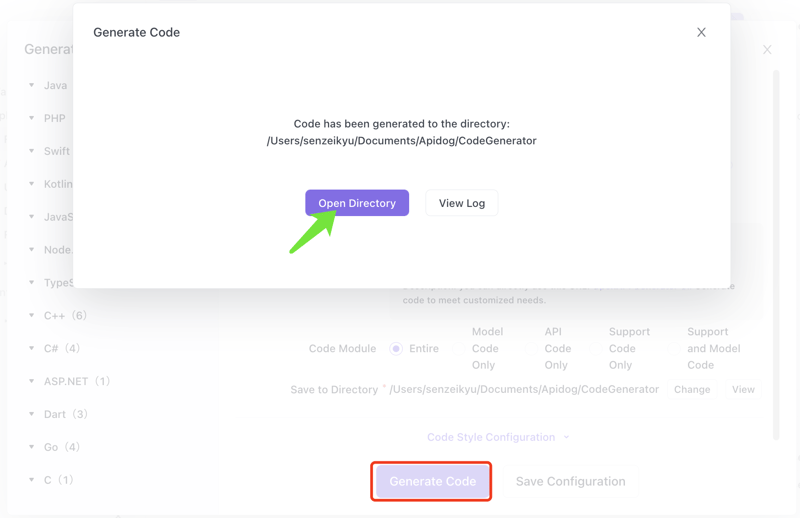 Generate Code
Code has been generated to the directory:
/Users/senzeikyu/Documents/Apidog/CodeGenerator
Open Directory
View Log
Generat
Java
PHP
Swift
Kotlin
JavaS
Node.
TypeS
C++ (6)
C# (4)
ASP.NET (1)
Dart (3)
Go (4)
C (1)
code to meet customized needs.
Code Module
Entire
Model
Code
Only
API
Code
Only
Support
Code
Only
Support
and Model
Code
Save to Directory * /Users/senzeikyu/Documents/Apidog/CodeGenerator Change View
Code Style Configuration
Generate Code
Save Configuration